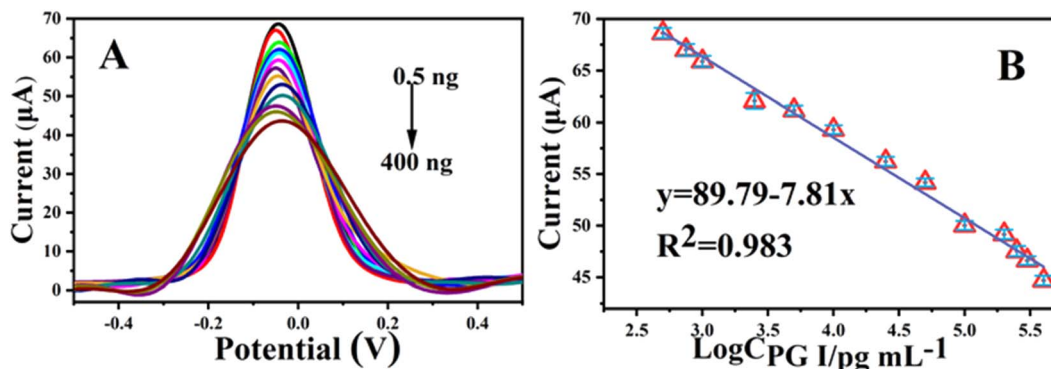 A
0.5 ng
400 ng
Current (µA)
70
60
50
40
30
20
10
0
-0.4
-0.2
0.0
0.2
0.4
Potential (V)
B
y=89.79-7.81x
R²=0.983
Current (µA)
70
65
60
55
50
45
2.5
3.0
3.5
4.0
4.5
5.0
5.5
LogC PG I/pg mL⁻¹